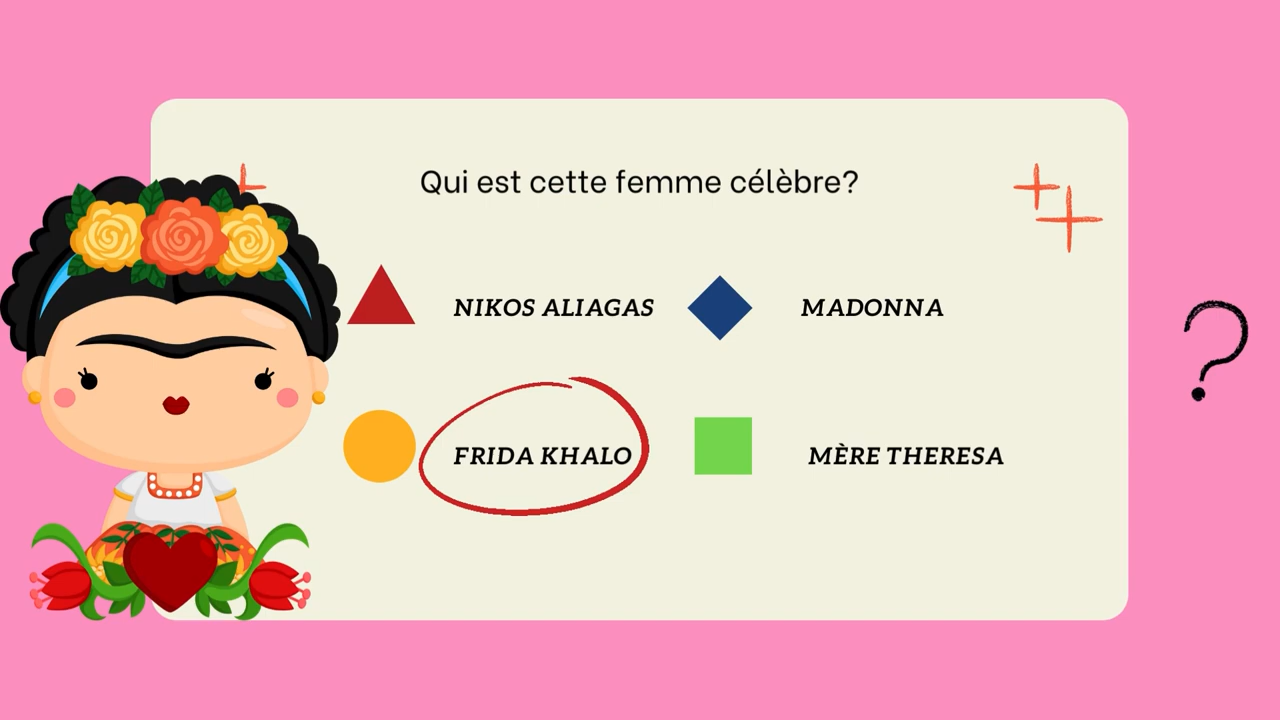 Qui est cette femme célèbre?
NIKOS ALIAGAS
MADONNA
FRIDA KHALO
MÈRE THERESA
?